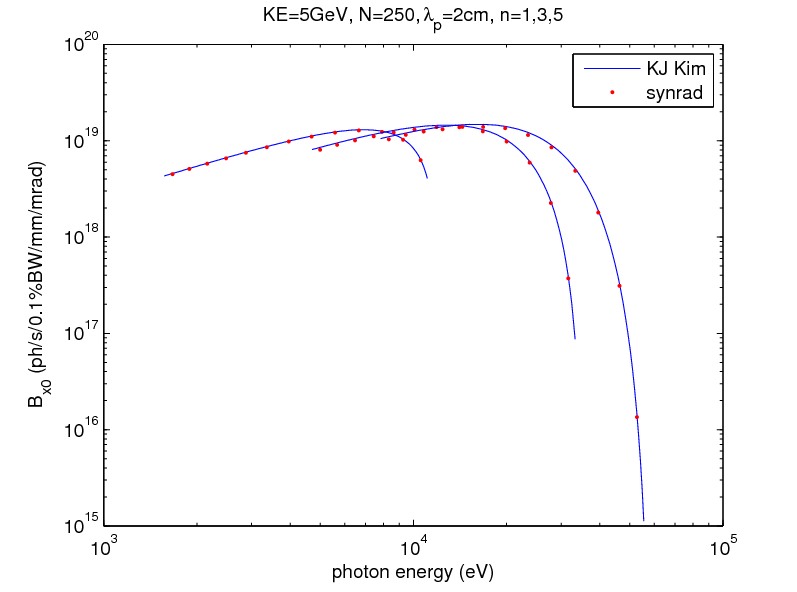 KE=5GeV, N=250, λp=2cm, n=1,3,5
10^20
KJ Kim
synrad
10^19
10^18
10^17
10^16
10^15
B_x0 (ph/s/0.1%BW/mm/mrad)
10^3
10^4
10^5
photon energy (eV)